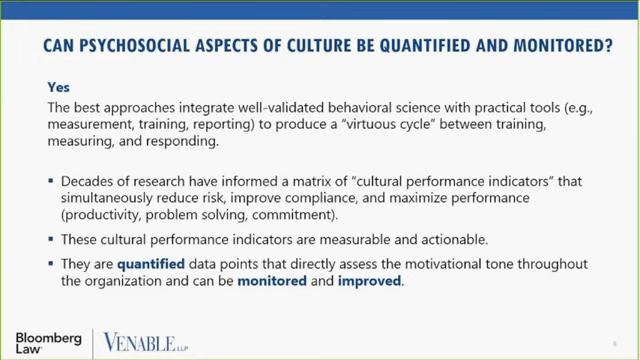 CAN PSYCHOSOCIAL ASPECTS OF CULTURE BE QUANTIFIED AND MONITORED?
Yes
The best approaches integrate well-validated behavioral science with practical tools (e.g.,
measurement, training, reporting) to produce a "virtuous cycle" between training,
measuring, and responding.
▪ Decades of research have informed a matrix of "cultural performance indicators" that
simultaneously reduce risk, improve compliance, and maximize performance
(productivity, problem solving, commitment).
▪ These cultural performance indicators are measurable and actionable.
▪ They are quantified data points that directly assess the motivational tone throughout
the organization and can be monitored and improved.
Bloomberg
Law
VENABLE LLP
6